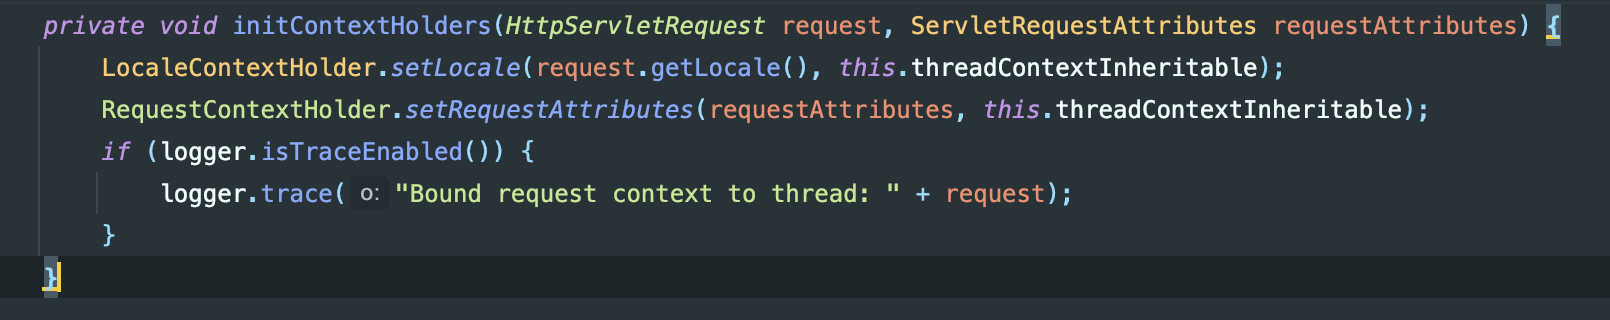 private void initContextHolders(HttpServletRequest request, ServletRequestAttributes requestAttributes) {
    LocaleContextHolder.setLocale(request.getLocale(), this.threadContextInheritable);
    RequestContextHolder.setRequestAttributes(requestAttributes, this.threadContextInheritable);
    if (logger.isTraceEnabled()) {
        logger.trace( o: "Bound request context to thread: " + request);
    }
}